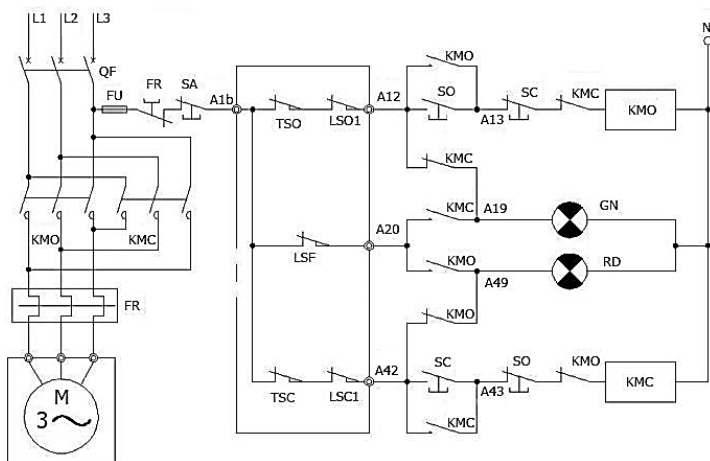 L1 L2 L3 N
QF
FU FR SA A1b
TSO LSO1 A12
KMO
SO A13 SC KMC KMO
KMC
KMO KMC
LSF A20
KMC A19 GN
KMO A49 RD
KMO
FR
M
3
TSC LSC1 A42
SC A43 SO KMO KMC
KMC